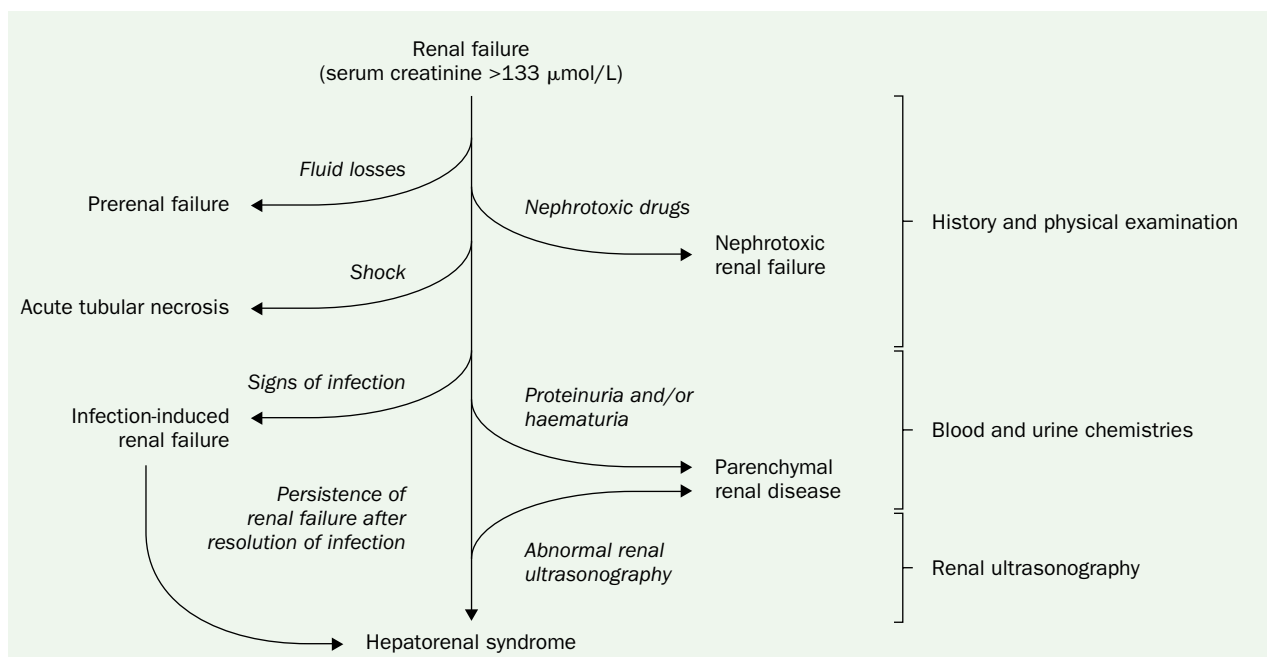 Renal failure
(serum creatinine >133 μmol/L)
Fluid losses
Prerenal failure
Nephrotoxic drugs
Nephrotoxic
renal failure
History and physical examination
Shock
Acute tubular necrosis
Signs of infection
Infection-induced
renal failure
Proteinuria and/or
haematuria
Blood and urine chemistries
Parenchymal
renal disease
Persistence of
renal failure after
resolution of infection
Abnormal renal
ultrasonography
Renal ultrasonography
Hepatorenal syndrome